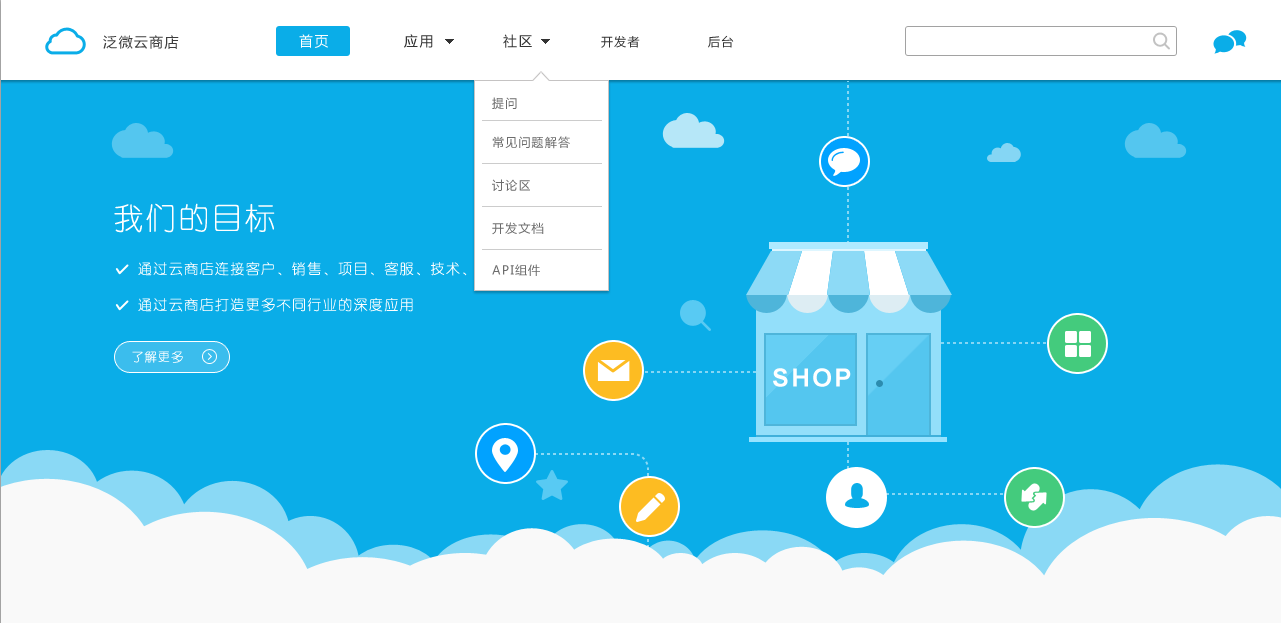 泛微云商店
首页
应用
社区
开发者
后台
提问
常见问题解答
讨论区
开发文档
API组件
我们的目标
通过云商店连接客户、销售、项目、客服、技术、
通过云商店打造更多不同行业的深度应用
了解更多
SHOP